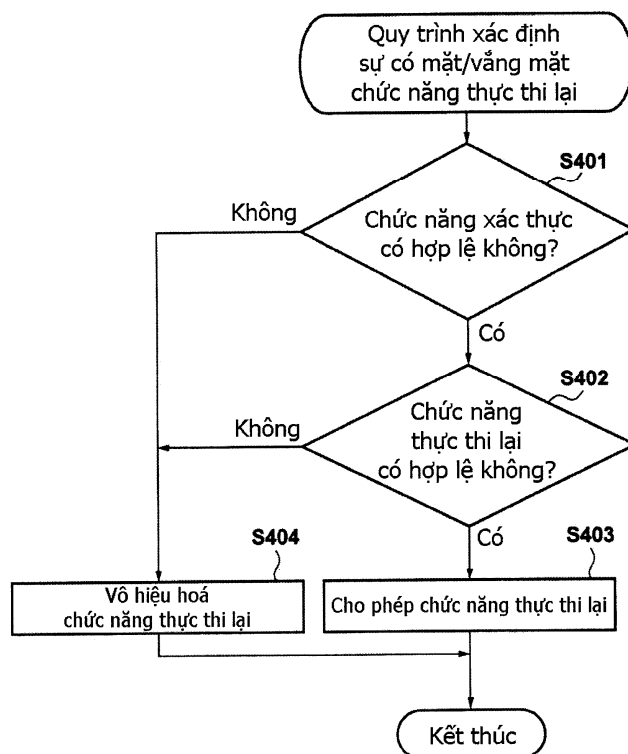 Quy trình xác định
sự có mặt/vắng mặt
chức năng thực thi lại
S401
Không
Chức năng xác thực
có hợp lệ không?
Có
S402
Không
Chức năng
thực thi lại
có hợp lệ không?
Có
S404
S403
Vô hiệu hoá
chức năng thực thi lại
Cho phép chức năng thực thi lại
Kết thúc